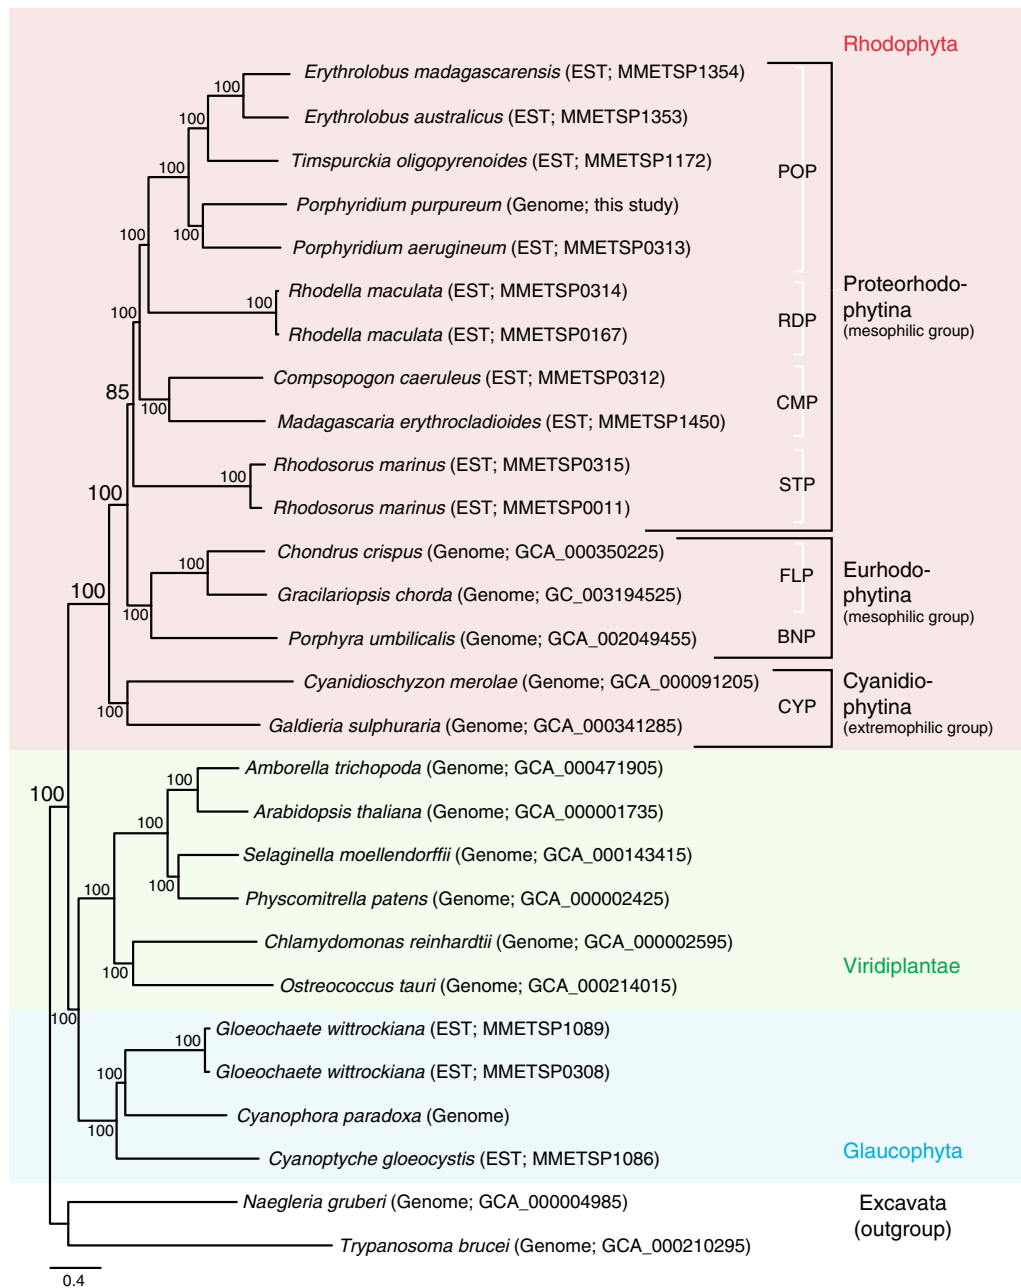 Rhodophyta
Erythrolobus madagascarensis (EST; MMETSP1354)
100
Erythrolobus australicus (EST; MMETSP1353)
100
Timspurckia oligopyrenoides (EST; MMETSP1172)
100
POP
Porphyridium purpureum (Genome; this study)
100
100
Porphyridium aerugineum (EST; MMETSP0313)
Rhodella maculata (EST; MMETSP0314)
100
Proteorhodo-
phytina
(mesophilic group)
100
RDP
Rhodella maculata (EST; MMETSP0167)
Compsopogon caeruleus (EST; MMETSP0312)
85
100
CMP
Madagascaria erythrocladioides (EST; MMETSP1450)
Rhodosorus marinus (EST; MMETSP0315)
100
STP
100
Rhodosorus marinus (EST; MMETSP0011)
Chondrus crispus (Genome; GCA_000350225)
100
FLP
Eurhodo-
phytina
(mesophilic group)
100
Gracilariopsis chorda (Genome; GC_003194525)
100
Porphyra umbilicalis (Genome; GCA_002049455)
BNP
Cyanidioschyzon merolae (Genome; GCA_000091205)
Cyanidio-
phytina
(extremophilic group)
100
CYP
Galdieria sulphuraria (Genome; GCA_000341285)
Amborella trichopoda (Genome; GCA_000471905)
100
100
Arabidopsis thaliana (Genome; GCA_000001735)
100
Selaginella moellendorffii (Genome; GCA_000143415)
100
100
Physcomitrella patens (Genome; GCA_000002425)
Chlamydomonas reinhardtii (Genome; GCA_000002595)
100
Viridiplantae
Ostreococcus tauri (Genome; GCA_000214015)
100
Gloeochaete wittrockiana (EST; MMETSP1089)
100
Gloeochaete wittrockiana (EST; MMETSP0308)
100
Cyanophora paradoxa (Genome)
100
Glaucophyta
Cyanoptyche gloeocystis (EST; MMETSP1086)
Naegleria gruberi (Genome; GCA_000004985)
Excavata
(outgroup)
Trypanosoma brucei (Genome; GCA_000210295)
0.4